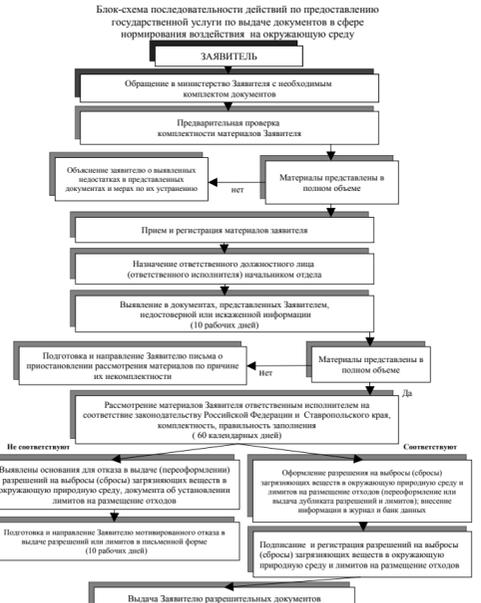 Блок-схема последовательности действий по предоставлению
государственной услуги по выдаче документов в сфере
нормирования воздействия на окружающую среду
ЗАЯВИТЕЛЬ
Обращение в министерство Заявителя с необходимым
комплектом документов
Предварительная проверка
комплектности материалов Заявителя
Объяснение заявителю о выявленных
недостатках в представленных
документах и мерах по их устранению
нет
Материалы представлены в
полном объеме
Прием и регистрация материалов заявителя
Назначение ответственного должностного лица
(ответственного исполнителя) начальником отдела
Выявление в документах, представленных Заявителем,
недостоверной или искаженной информации
(10 рабочих дней)
Подготовка и направление Заявителю письма о
приостановлении рассмотрения материалов по причине
их некомплектности
Нет
Материалы представлены в
полном объеме
Да
Рассмотрение материалов Заявителя ответственным исполнителем на
соответствие законодательству Российской Федерации и Ставропольского края,
комплектность, правильность заполнения
( 60 календарных дней)
Не соответствуют
Соответствуют
Выявлены основания для отказа в выдаче (переоформлении)
разрешений на выбросы (сбросы) загрязняющих веществ в
окружающую природную среду, документа об установлении
лимитов на размещение отходов
Оформление разрешения на выбросы (сбросы)
загрязняющих веществ в окружающую природную среду и
лимитов на размещение отходов (переоформление или
выдача дубликата разрешений и лимитов); внесение
информации в журнал и банк данных
Подготовка и направление Заявителю мотивированного отказа в
выдаче разрешений или лимитов в письменной форме
(10 рабочих дней)
Подписание и регистрация разрешений на выбросы
(сбросы) загрязняющих веществ в окружающую
природную среду и лимитов на размещение отходов
Выдача Заявителю разрешительных документов